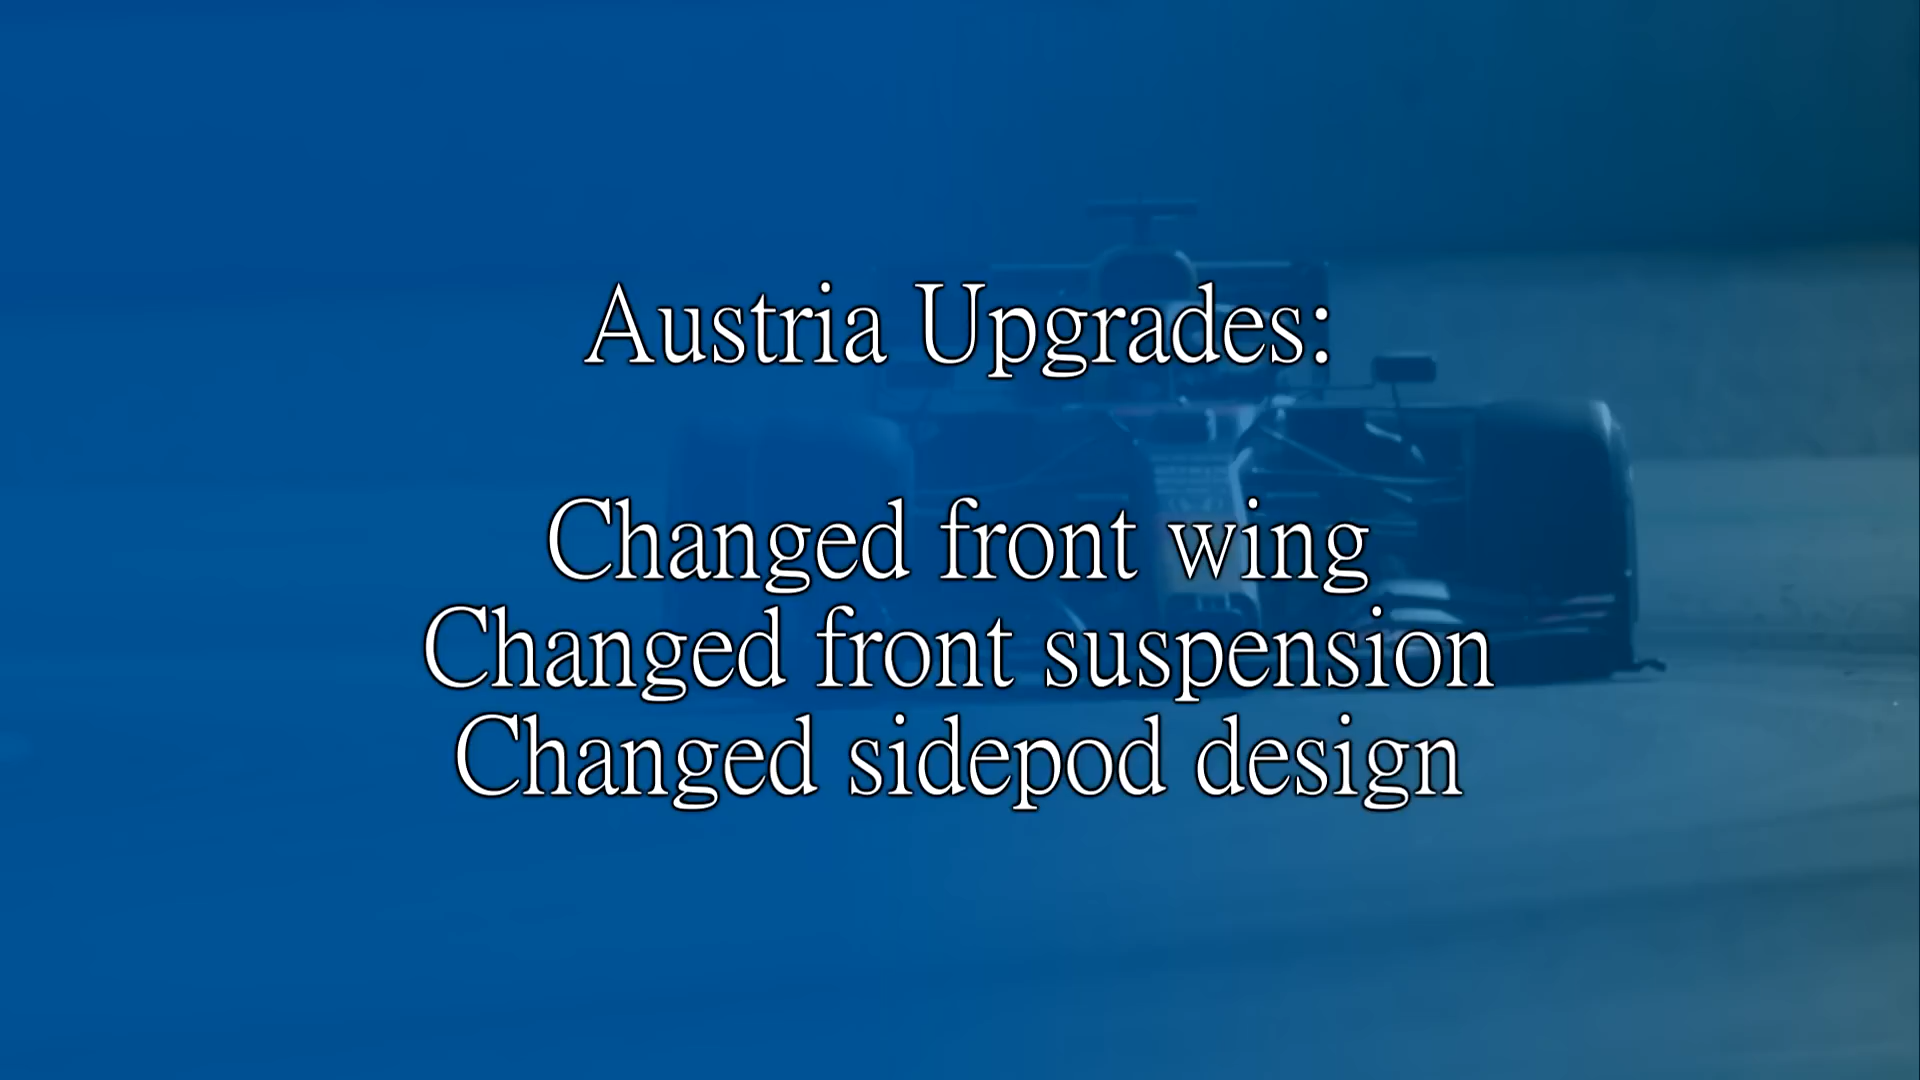 Austria Upgrades:
Changed front wing
Changed front suspension
Changed sidepod design